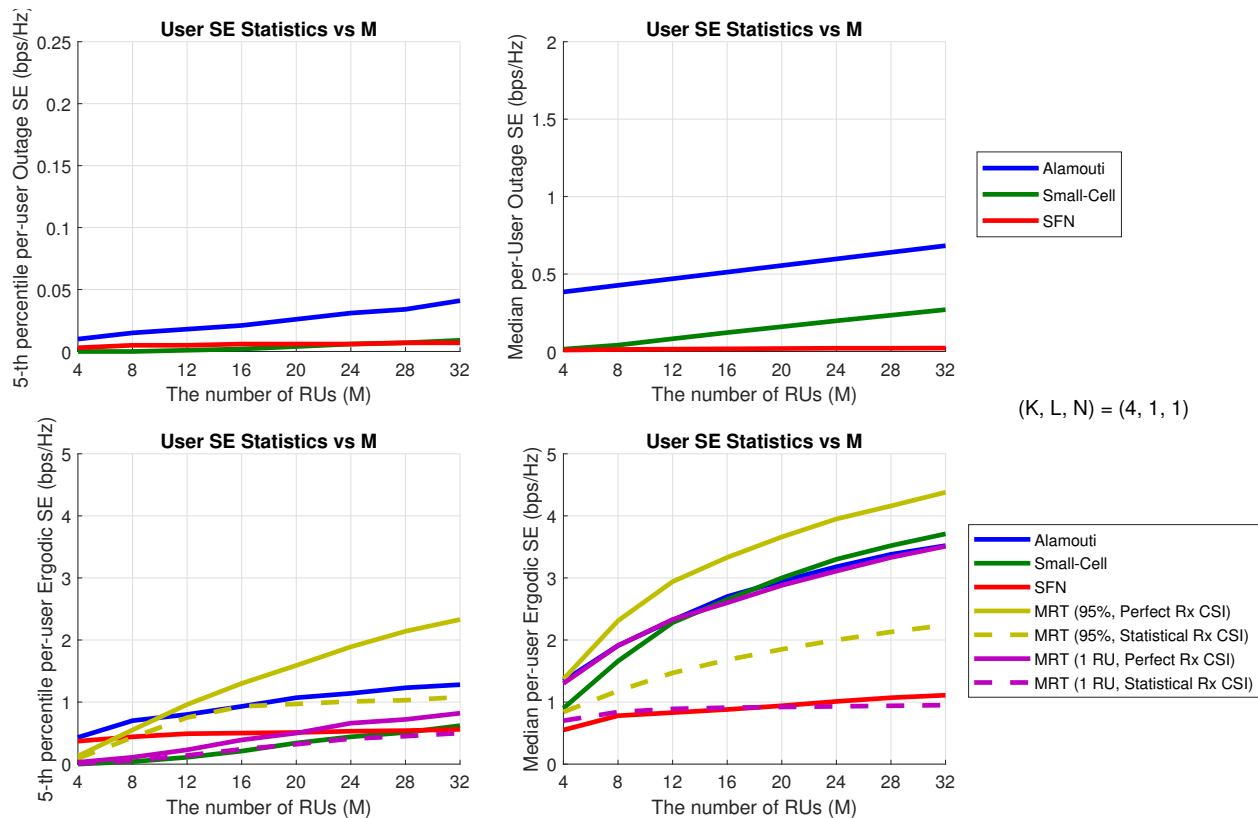 User SE Statistics vs M
5-th percentile per-user Outage SE (bps/Hz)
0.25
0.2
0.15
0.1
0.05
0
4 8 12 16 20 24 28 32
The number of RUs (M)
User SE Statistics vs M
Median per-User Outage SE (bps/Hz)
2
1.5
1
0.5
0
4 8 12 16 20 24 28 32
The number of RUs (M)
Alamouti
Small-Cell
SFN
(K, L, N) = (4, 1, 1)
User SE Statistics vs M
5-th percentile per-user Ergodic SE (bps/Hz)
5
4
3
2
1
0
4 8 12 16 20 24 28 32
The number of RUs (M)
User SE Statistics vs M
Median per-user Ergodic SE (bps/Hz)
5
4
3
2
1
0
4 8 12 16 20 24 28 32
The number of RUs (M)
Alamouti
Small-Cell
SFN
MRT (95%, Perfect Rx CSI)
MRT (95%, Statistical Rx CSI)
MRT (1 RU, Perfect Rx CSI)
MRT (1 RU, Statistical Rx CSI)